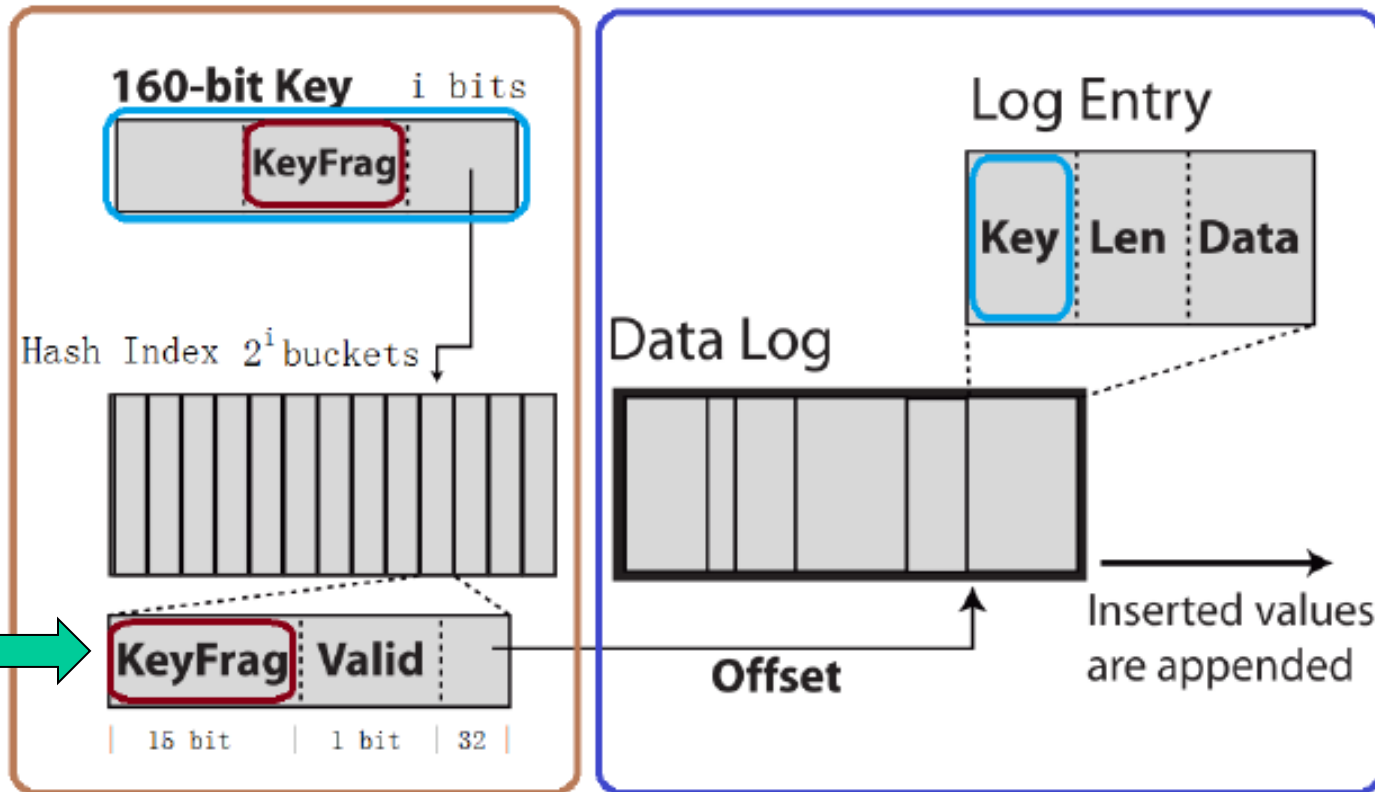 160-bit Key i bits
KeyFrag
Hash Index 2^i buckets
KeyFrag Valid
15 bit 1 bit 32
Log Entry
Key Len Data
Data Log
Offset
Inserted values
are appended